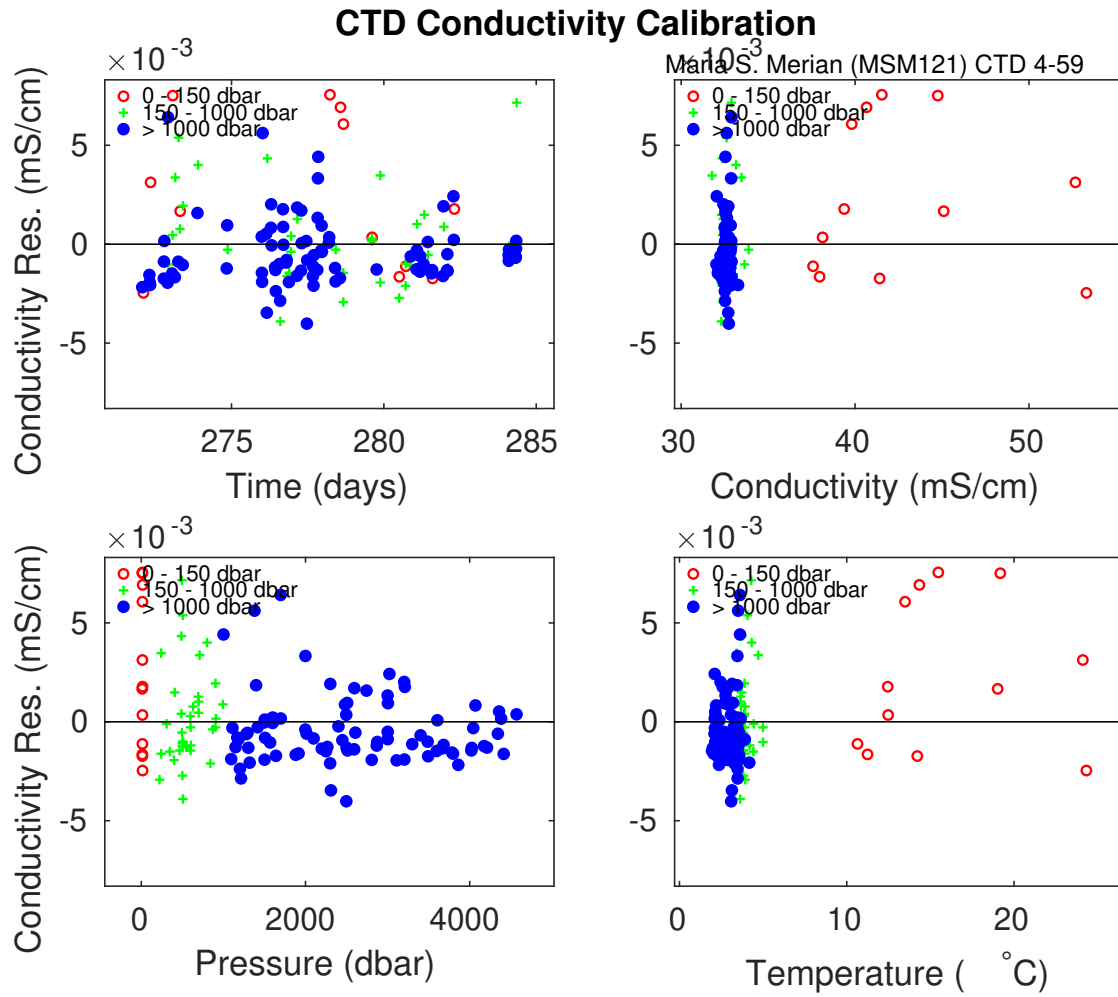 CTD Conductivity Calibration
Maria S. Merian (MSM121) CTD 4-59
×10-3
0 - 150 dbar
150 - 1000 dbar
> 1000 dbar
5
0
-5
275
280
285
Time (days)
Conductivity Res. (mS/cm)
×10-3
0 - 150 dbar
150 - 1000 dbar
> 1000 dbar
5
0
-5
30
40
50
Conductivity (mS/cm)
×10-3
0 - 150 dbar
150 - 1000 dbar
> 1000 dbar
5
0
-5
0
2000
4000
Pressure (dbar)
Conductivity Res. (mS/cm)
×10-3
0 - 150 dbar
150 - 1000 dbar
> 1000 dbar
5
0
-5
0
10
20
Temperature ( °C)